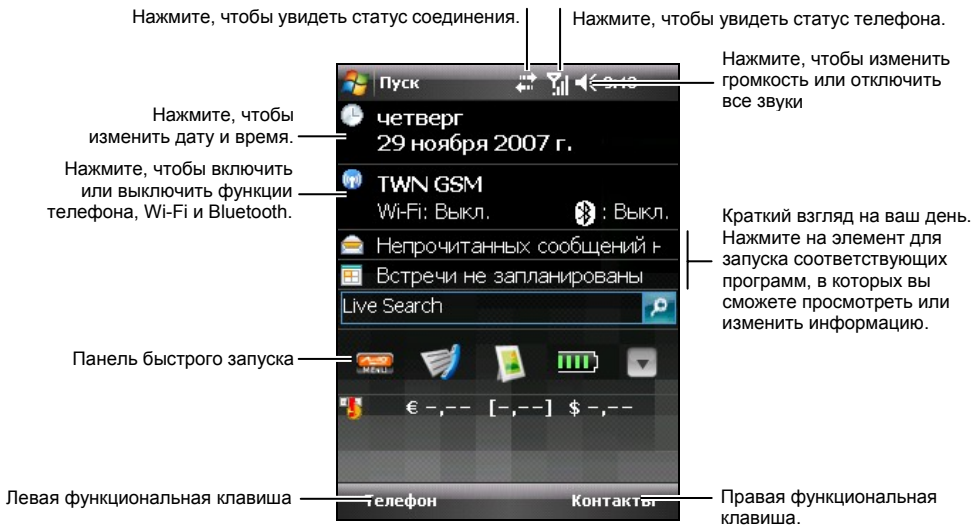 Нажмите, чтобы увидеть статус соединения.
Нажмите, чтобы увидеть статус телефона.
Нажмите, чтобы изменить
громкость или отключить
все звуки
Нажмите, чтобы
изменить дату и время.
Нажмите, чтобы включить
или выключить функции
телефона, Wi-Fi и Bluetooth.
Пуск
четверг
29 ноября 2007 г.
TWN GSM
Wi-Fi: Выкл. : Выкл.
Непрочитанных сообщений н
Встречи не запланированы
Live Search
Краткий взгляд на ваш день.
Нажмите на элемент для
запуска соответствующих
программ, в которых вы
сможете просмотреть или
изменить информацию.
Панель быстрого запуска
MENU
€ -,-- [-,--] $ -,--
Левая функциональная клавиша
Телефон
Контакты
Правая функциональная
клавиша.